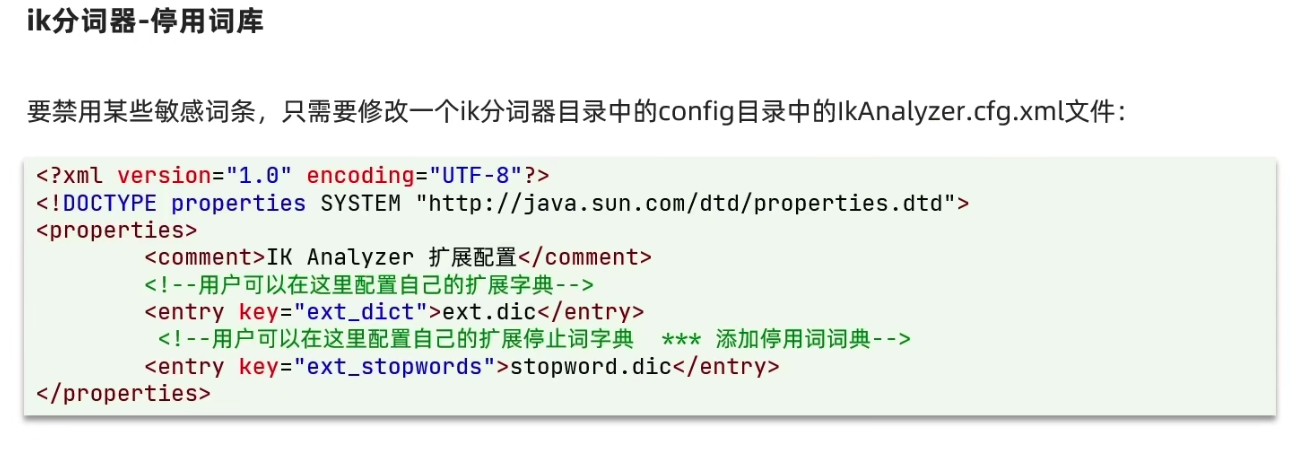 ik分词器-停用词库
要禁用某些敏感词条，只需要修改一个ik分词器目录中的config目录中的IkAnalyzer.cfg.xml文件：
<?xml version="1.0" encoding="UTF-8"?>
<!DOCTYPE properties SYSTEM "http://java.sun.com/dtd/properties.dtd">
<properties>
        <comment>IK Analyzer 扩展配置</comment>
        <!--用户可以在这里配置自己的扩展字典-->
        <entry key="ext_dict">ext.dic</entry>
         <!--用户可以在这里配置自己的扩展停止词字典  *** 添加停用词词典-->
        <entry key="ext_stopwords">stopword.dic</entry>
</properties>